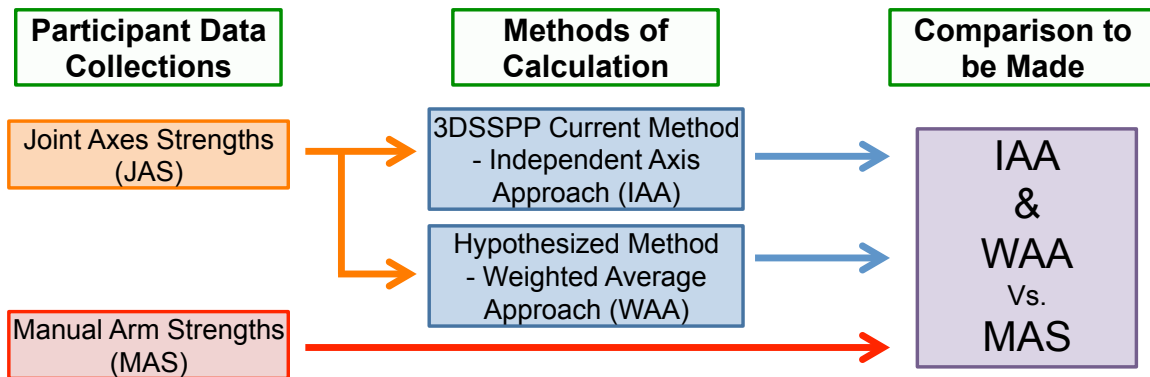 Participant Data
Collections
Methods of
Calculation
Comparison to
be Made
Joint Axes Strengths
(JAS)
3DSSPP Current Method
- Independent Axis
Approach (IAA)
Hypothesized Method
- Weighted Average
Approach (WAA)
Manual Arm Strengths
(MAS)
IAA
&
WAA
Vs.
MAS